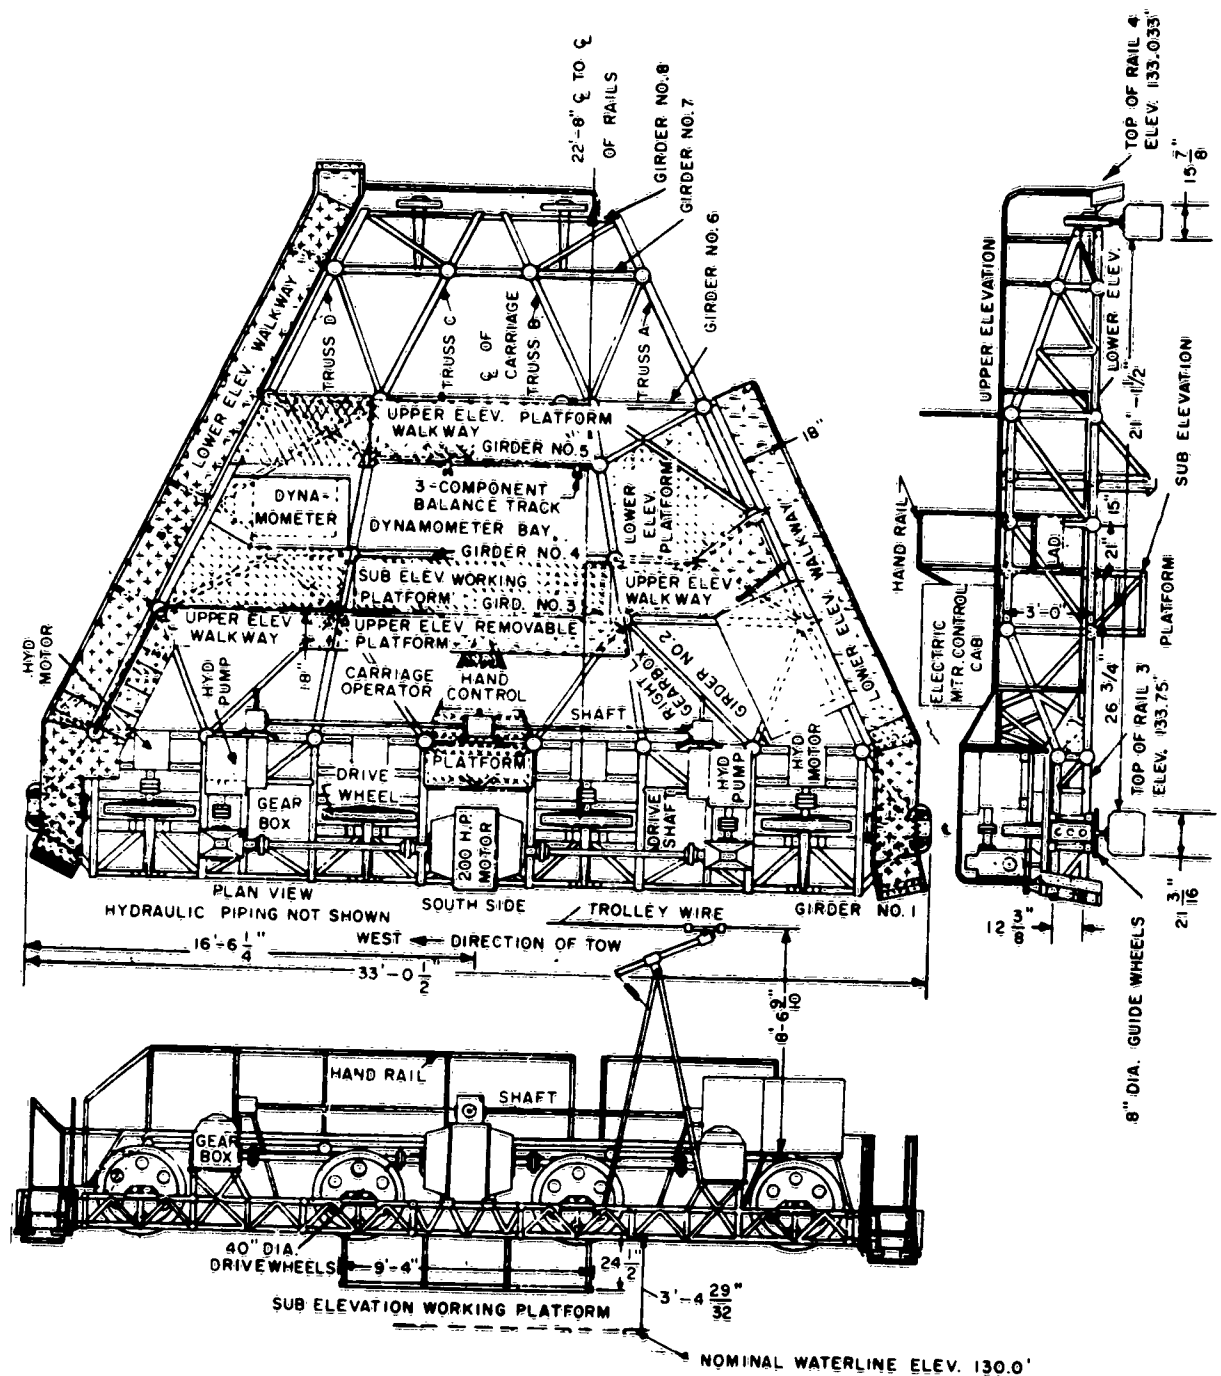 22'-8" ℄ TO ℄
OF RAILS
GIRDER NO. 8
GIRDER NO. 7
GIRDER NO. 6
LOWER ELEV. WALKWAY
TRUSS D
TRUSS C
℄ OF
CARRIAGE
TRUSS B
TRUSS A
UPPER ELEV. PLATFORM
WALKWAY
GIRDER NO. 5
18"
3-COMPONENT
BALANCE TRACK
DYNA-
MOMETER
DYNAMOMETER BAY
LOWER
ELEV.
PLATFORM
GIRDER NO. 4
SUB ELEV. WORKING
PLATFORM
GIRD. NO. 3
UPPER ELEV
WALKWAY
LOWER ELEV WALKWAY
UPPER ELEV
WALKWAY
UPPER ELEV REMOVABLE
PLATFORM
HYD
MOTOR
HYD
PUMP
18"
CARRIAGE
OPERATOR
HAND
CONTROL
RIGHT
GEARBOX
GIRDER NO. 2
LOWER ELEV WALKWAY
SHAFT
PLATFORM
DRIVE
WHEEL
GEAR
BOX
200 H.P.
MOTOR
DRIVE
SHAFT
HYD
PUMP
HYD
MOTOR
PLAN VIEW
HYDRAULIC PIPING NOT SHOWN
SOUTH SIDE
TROLLEY WIRE
GIRDER NO. 1
WEST
DIRECTION OF TOW
16'-6 1/4"
33'-0 1/2"
TOP OF RAIL 4
ELEV. 133.033'
15 7/8"
UPPER ELEVATION
LOWER ELEV.
21'-1 1/2"
SUB ELEVATION
PLATFORM
HAND RAIL
LAD
15"
21"
3'-0"
ELECTRIC
MTR. CONTROL
CAB
26 3/4"
TOP OF RAIL 3
ELEV. 133.75'
12 3/8"
21 3/16"
8" DIA. GUIDE WHEELS
18'-6 9/10"
HAND RAIL
SHAFT
GEAR
BOX
40" DIA.
DRIVEWHEELS
9'-4"
24 1/2"
3'-4 29/32"
SUB ELEVATION WORKING PLATFORM
NOMINAL WATERLINE ELEV. 130.0'